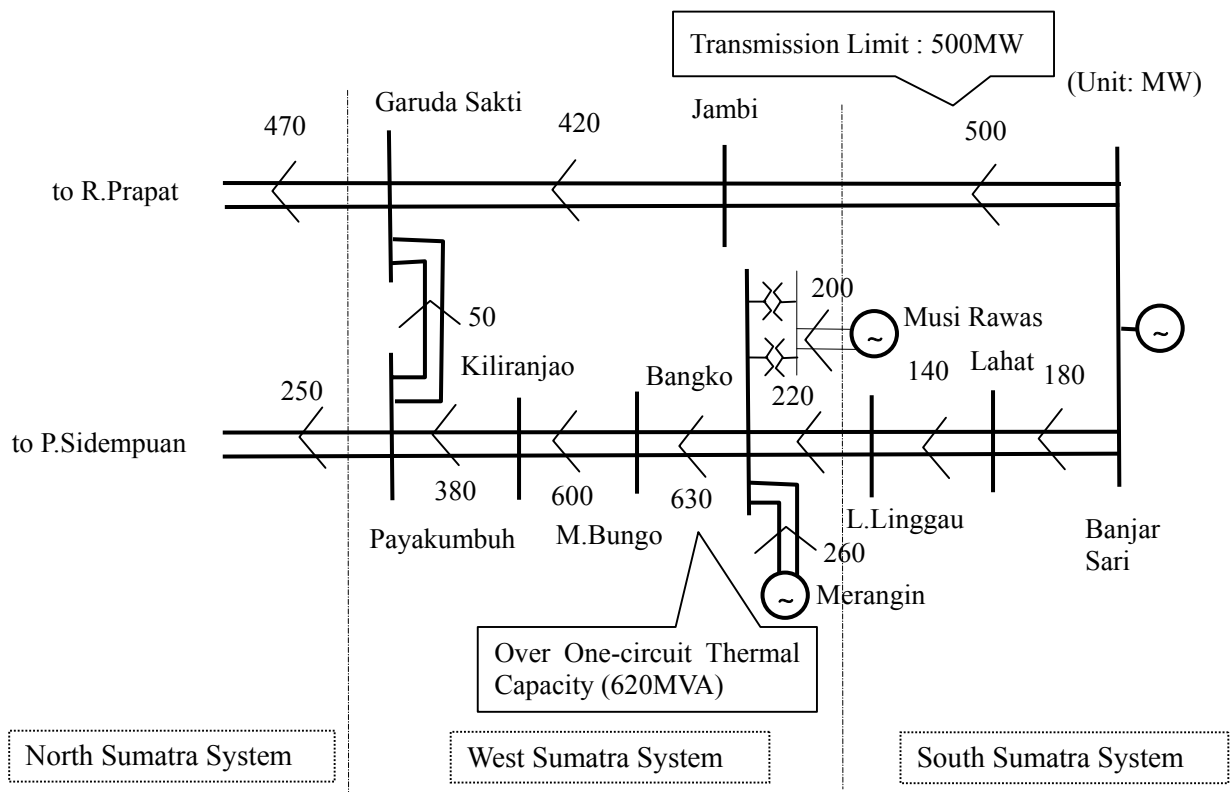 Transmission Limit : 500MW
(Unit: MW)
Garuda Sakti
Jambi
470
420
500
to R.Prapat
200
Musi Rawas
50
Kiliranjao
Bangko
220
140
Lahat
180
250
to P.Sidempuan
380
600
630
L.Linggau
Payakumbuh
M.Bungo
260
Banjar
Sari
~
~
~
Merangin
Over One-circuit Thermal
Capacity (620MVA)
North Sumatra System
West Sumatra System
South Sumatra System